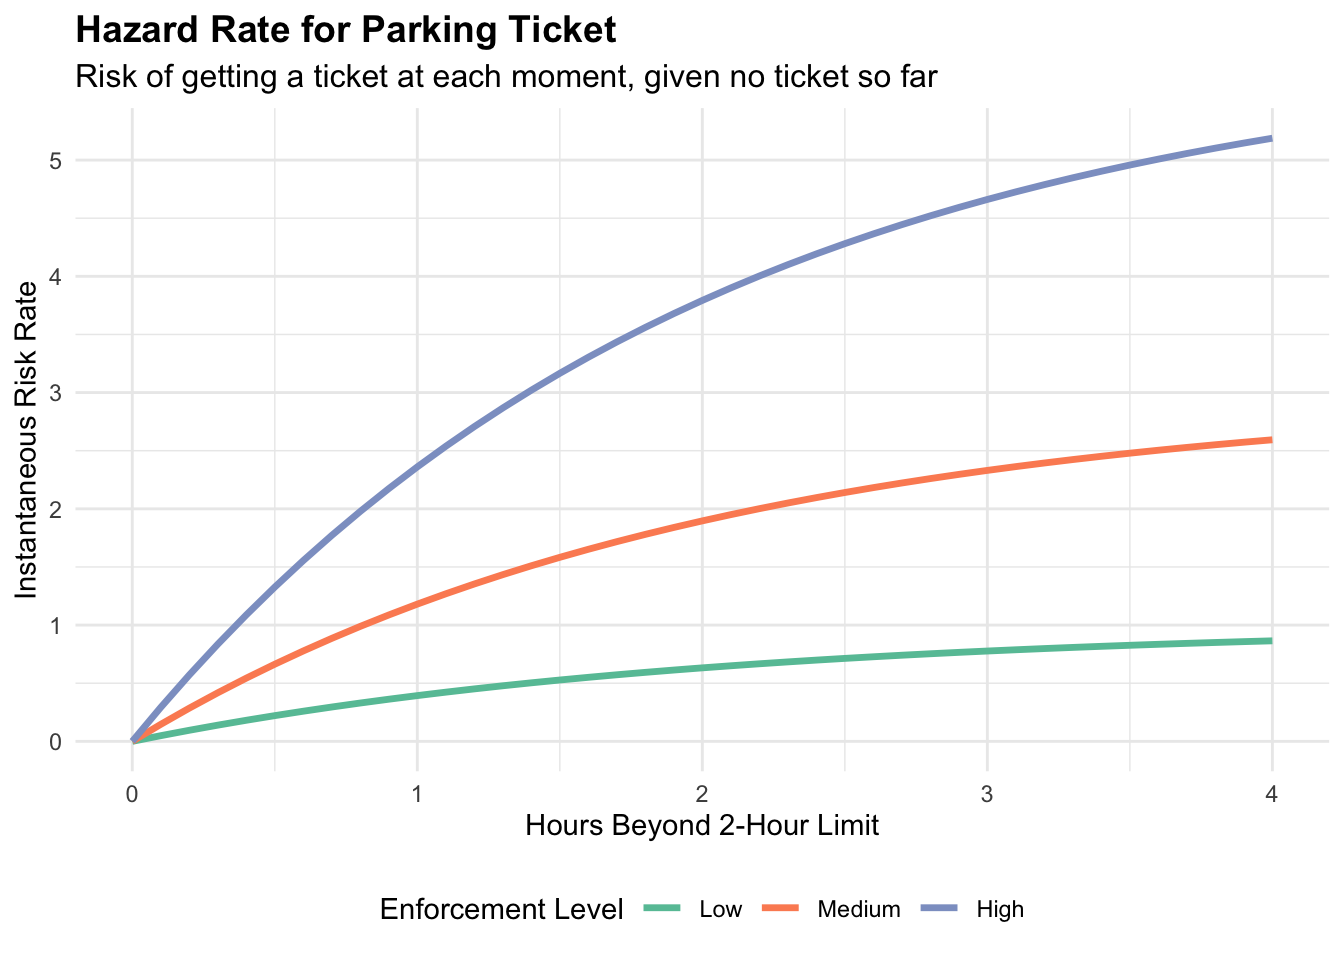 Hazard Rate for Parking Ticket
Risk of getting a ticket at each moment, given no ticket so far
Instantaneous Risk Rate
5
4
3
2
1
0
0 1 2 3 4
Hours Beyond 2-Hour Limit
Enforcement Level Low Medium High